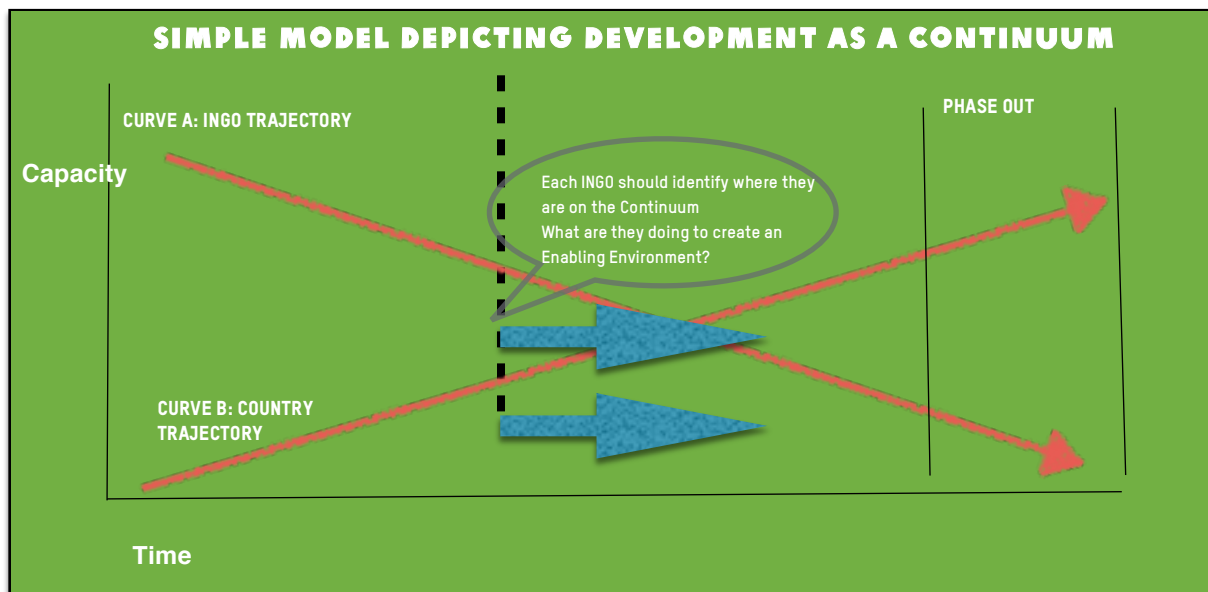 SIMPLE MODEL DEPICTING DEVELOPMENT AS A CONTINUUM
PHASE OUT
CURVE A: INGO TRAJECTORY
Capacity
Each INGO should identify where they
are on the Continuum
What are they doing to create an
Enabling Environment?
CURVE B: COUNTRY
TRAJECTORY
Time